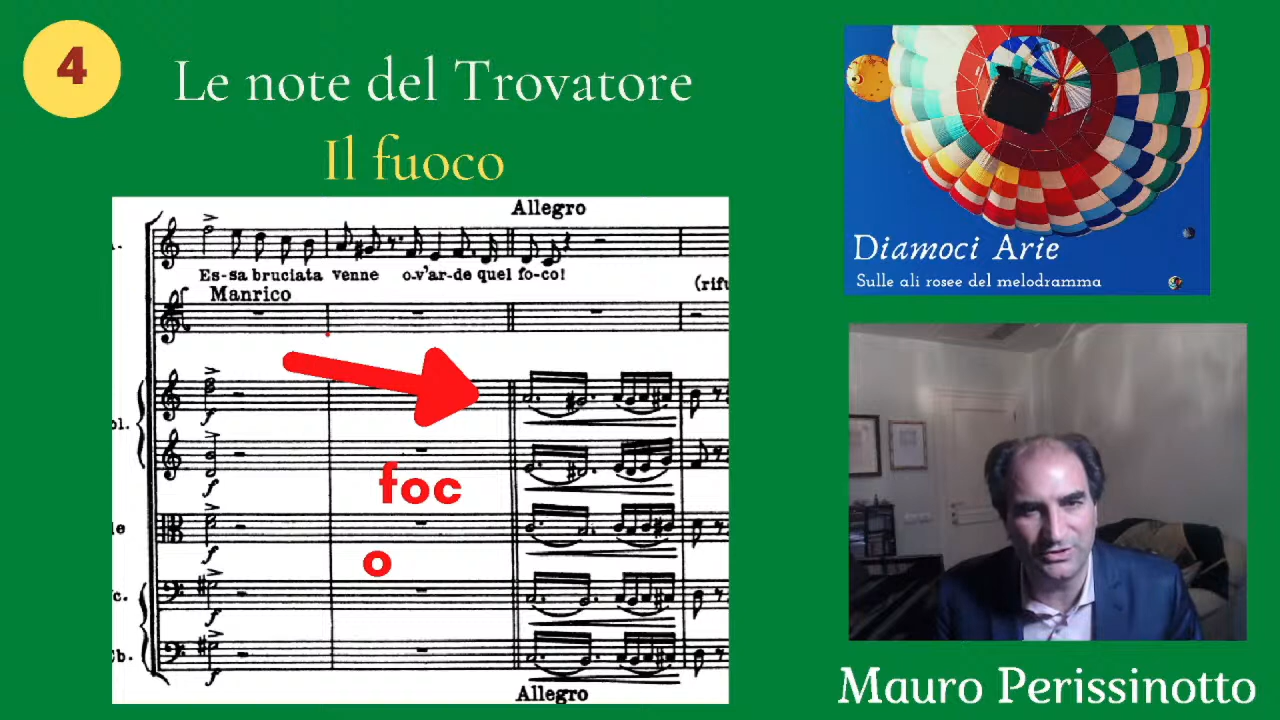 4
Le note del Trovatore
Il fuoco
Allegro
Es-sa bruciata venne o.v'ar-de quel fo-co!
Manrico
(rifu
f
f
f
f
f
foc
o
Allegro
Diamoci Arie
Sulle ali rosee del melodramma
Mauro Perissinotto